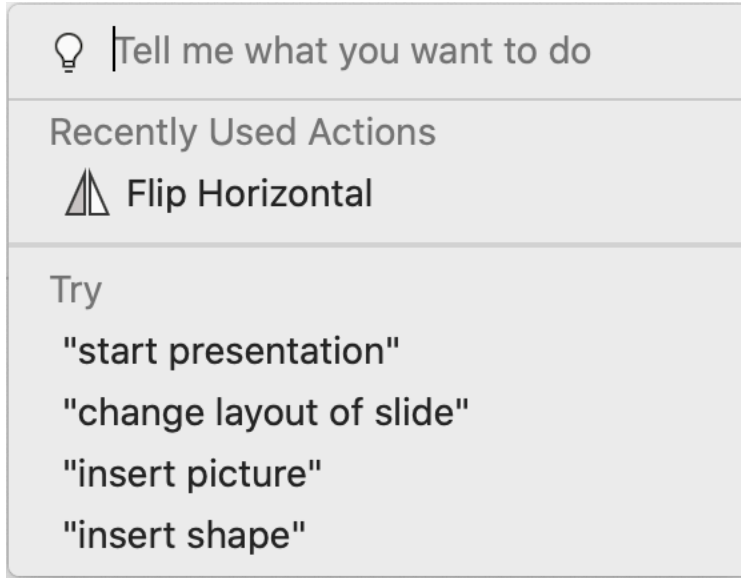 Tell me what you want to do
Recently Used Actions
Flip Horizontal
Try
"start presentation"
"change layout of slide"
"insert picture"
"insert shape"